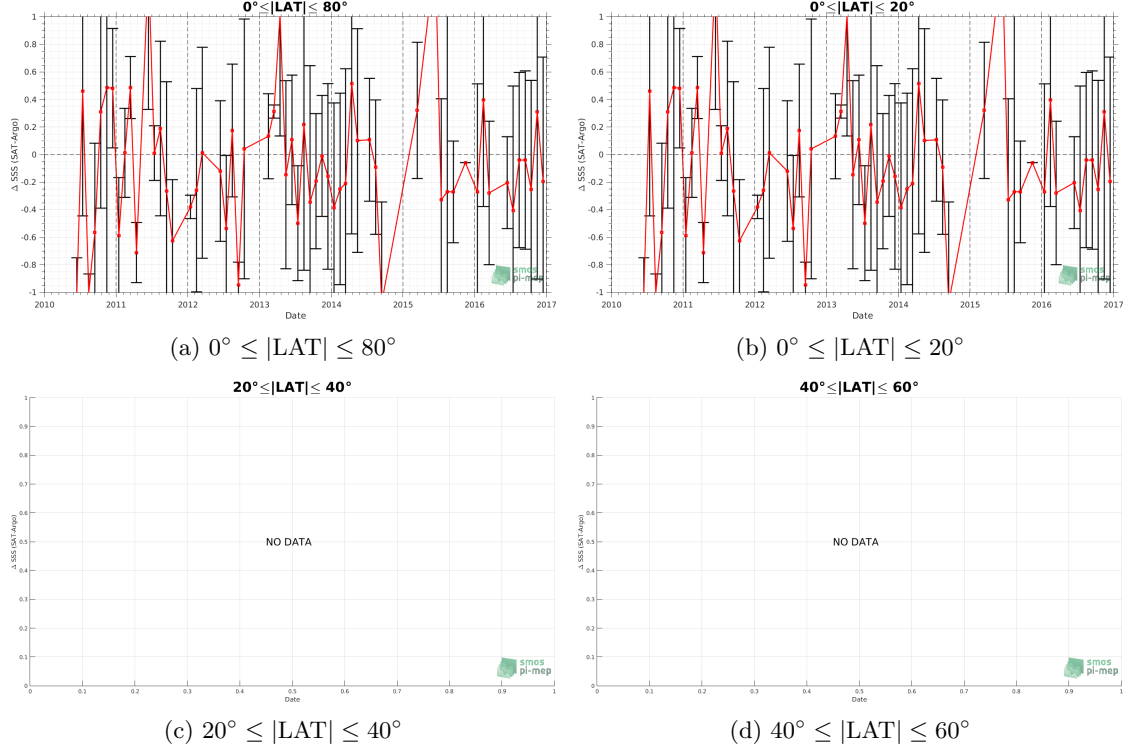 0°≤|LAT|≤ 80°
Δ SSS (SAT-Argo)
1
0.8
0.6
0.4
0.2
0
-0.2
-0.4
-0.6
-0.8
-1
2010 2011 2012 2013 2014 2015 2016 2017
Date
smos
pi-mep
(a) 0° ≤ |LAT| ≤ 80°
0°≤|LAT|≤ 20°
Δ SSS (SAT-Argo)
1
0.8
0.6
0.4
0.2
0
-0.2
-0.4
-0.6
-0.8
-1
2010 2011 2012 2013 2014 2015 2016 2017
Date
smos
pi-mep
(b) 0° ≤ |LAT| ≤ 20°
20°≤|LAT|≤ 40°
Δ SSS (SAT-Argo)
1
0.9
0.8
0.7
0.6
0.5
0.4
0.3
0.2
0.1
0
NO DATA
0 0.1 0.2 0.3 0.4 0.5 0.6 0.7 0.8 0.9 1
Date
smos
pi-mep
(c) 20° ≤ |LAT| ≤ 40°
40°≤|LAT|≤ 60°
Δ SSS (SAT-Argo)
1
0.9
0.8
0.7
0.6
0.5
0.4
0.3
0.2
0.1
0
NO DATA
0 0.1 0.2 0.3 0.4 0.5 0.6 0.7 0.8 0.9 1
Date
smos
pi-mep
(d) 40° ≤ |LAT| ≤ 60°